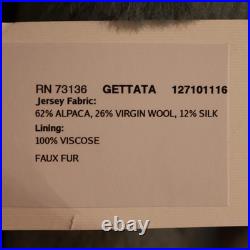 RN 73136 GETTATA 127101116
Jersey Fabric:
62% ALPACA, 26% VIRGIN WOOL, 12% SILK
Lining:
100% VISCOSE
FAUX FUR